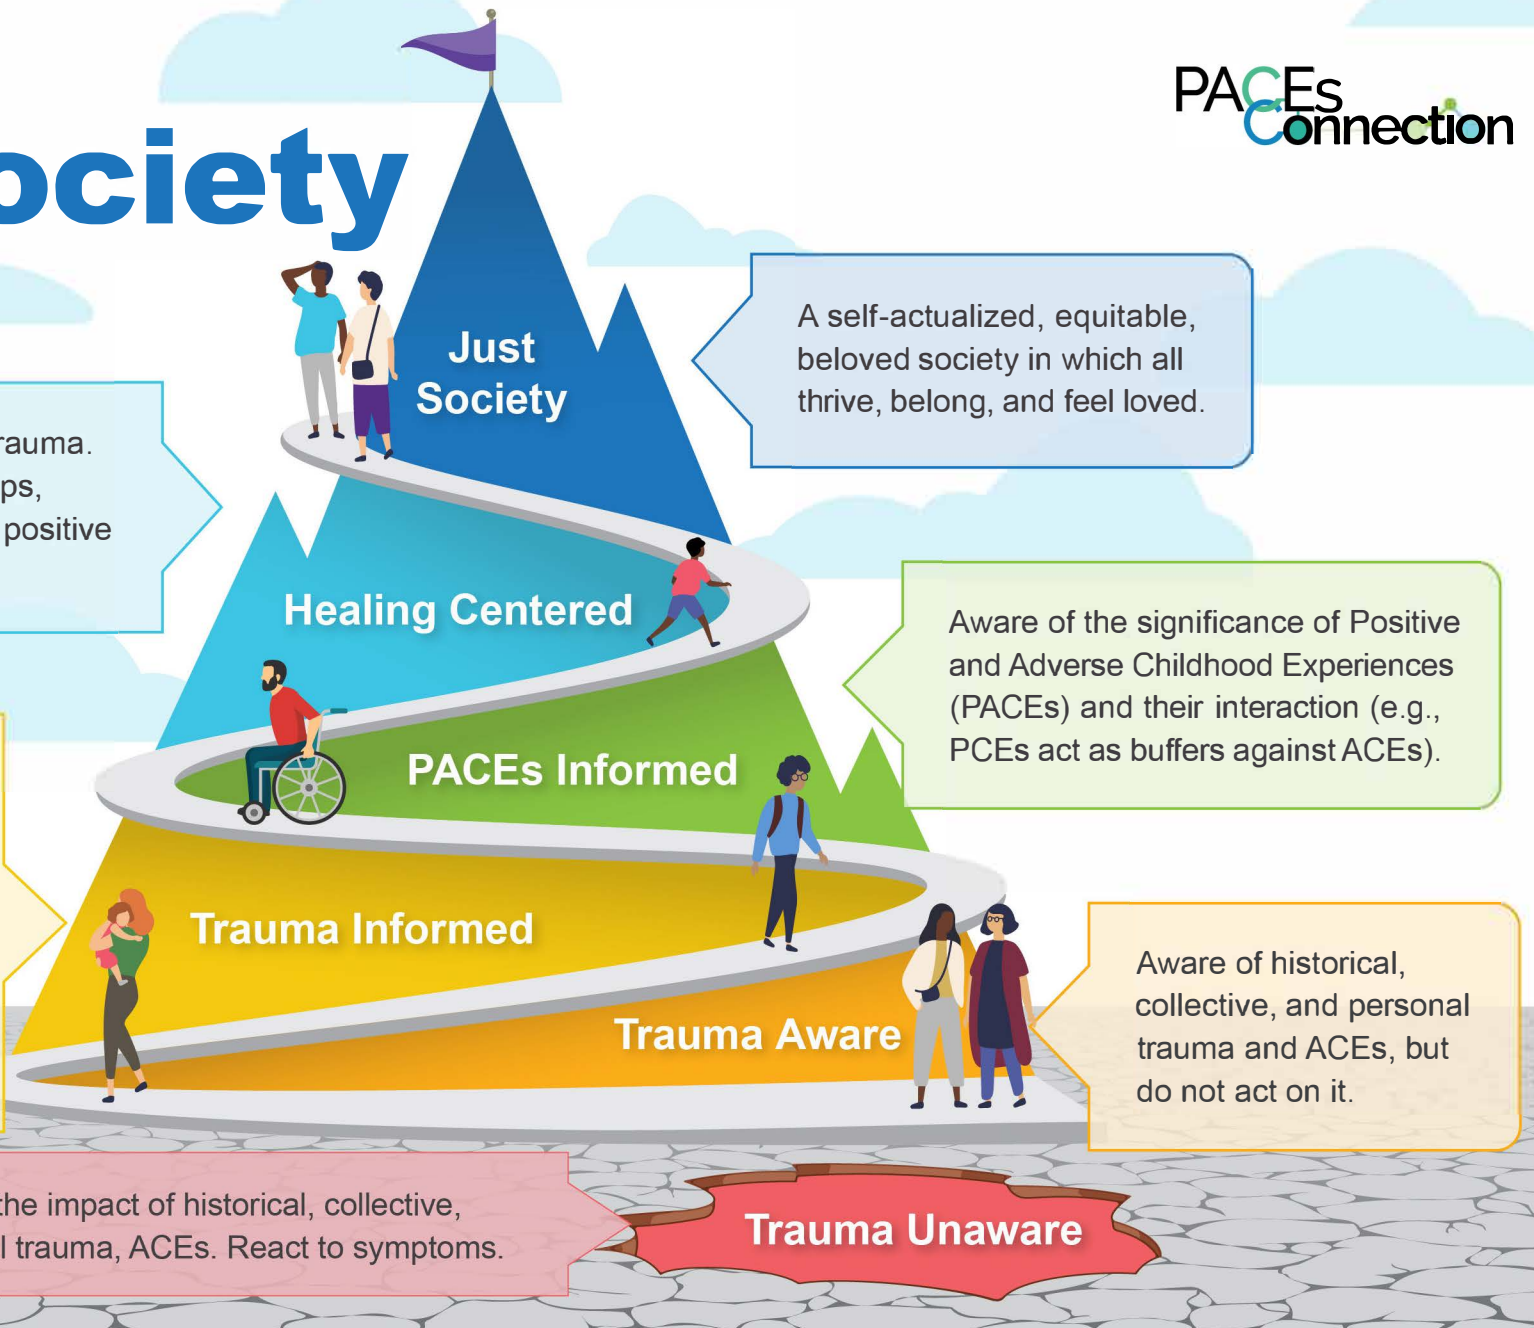 PACEs
Connection
ociety
Just
Society
A self-actualized, equitable,
beloved society in which all
thrive, belong, and feel loved.
rauma.
ps,
positive
Healing Centered
Aware of the significance of Positive
and Adverse Childhood Experiences
(PACEs) and their interaction (e.g.,
PCEs act as buffers against ACEs).
PACEs Informed
Trauma Informed
Aware of historical,
collective, and personal
trauma and ACEs, but
do not act on it.
Trauma Aware
the impact of historical, collective,
l trauma, ACEs. React to symptoms.
Trauma Unaware